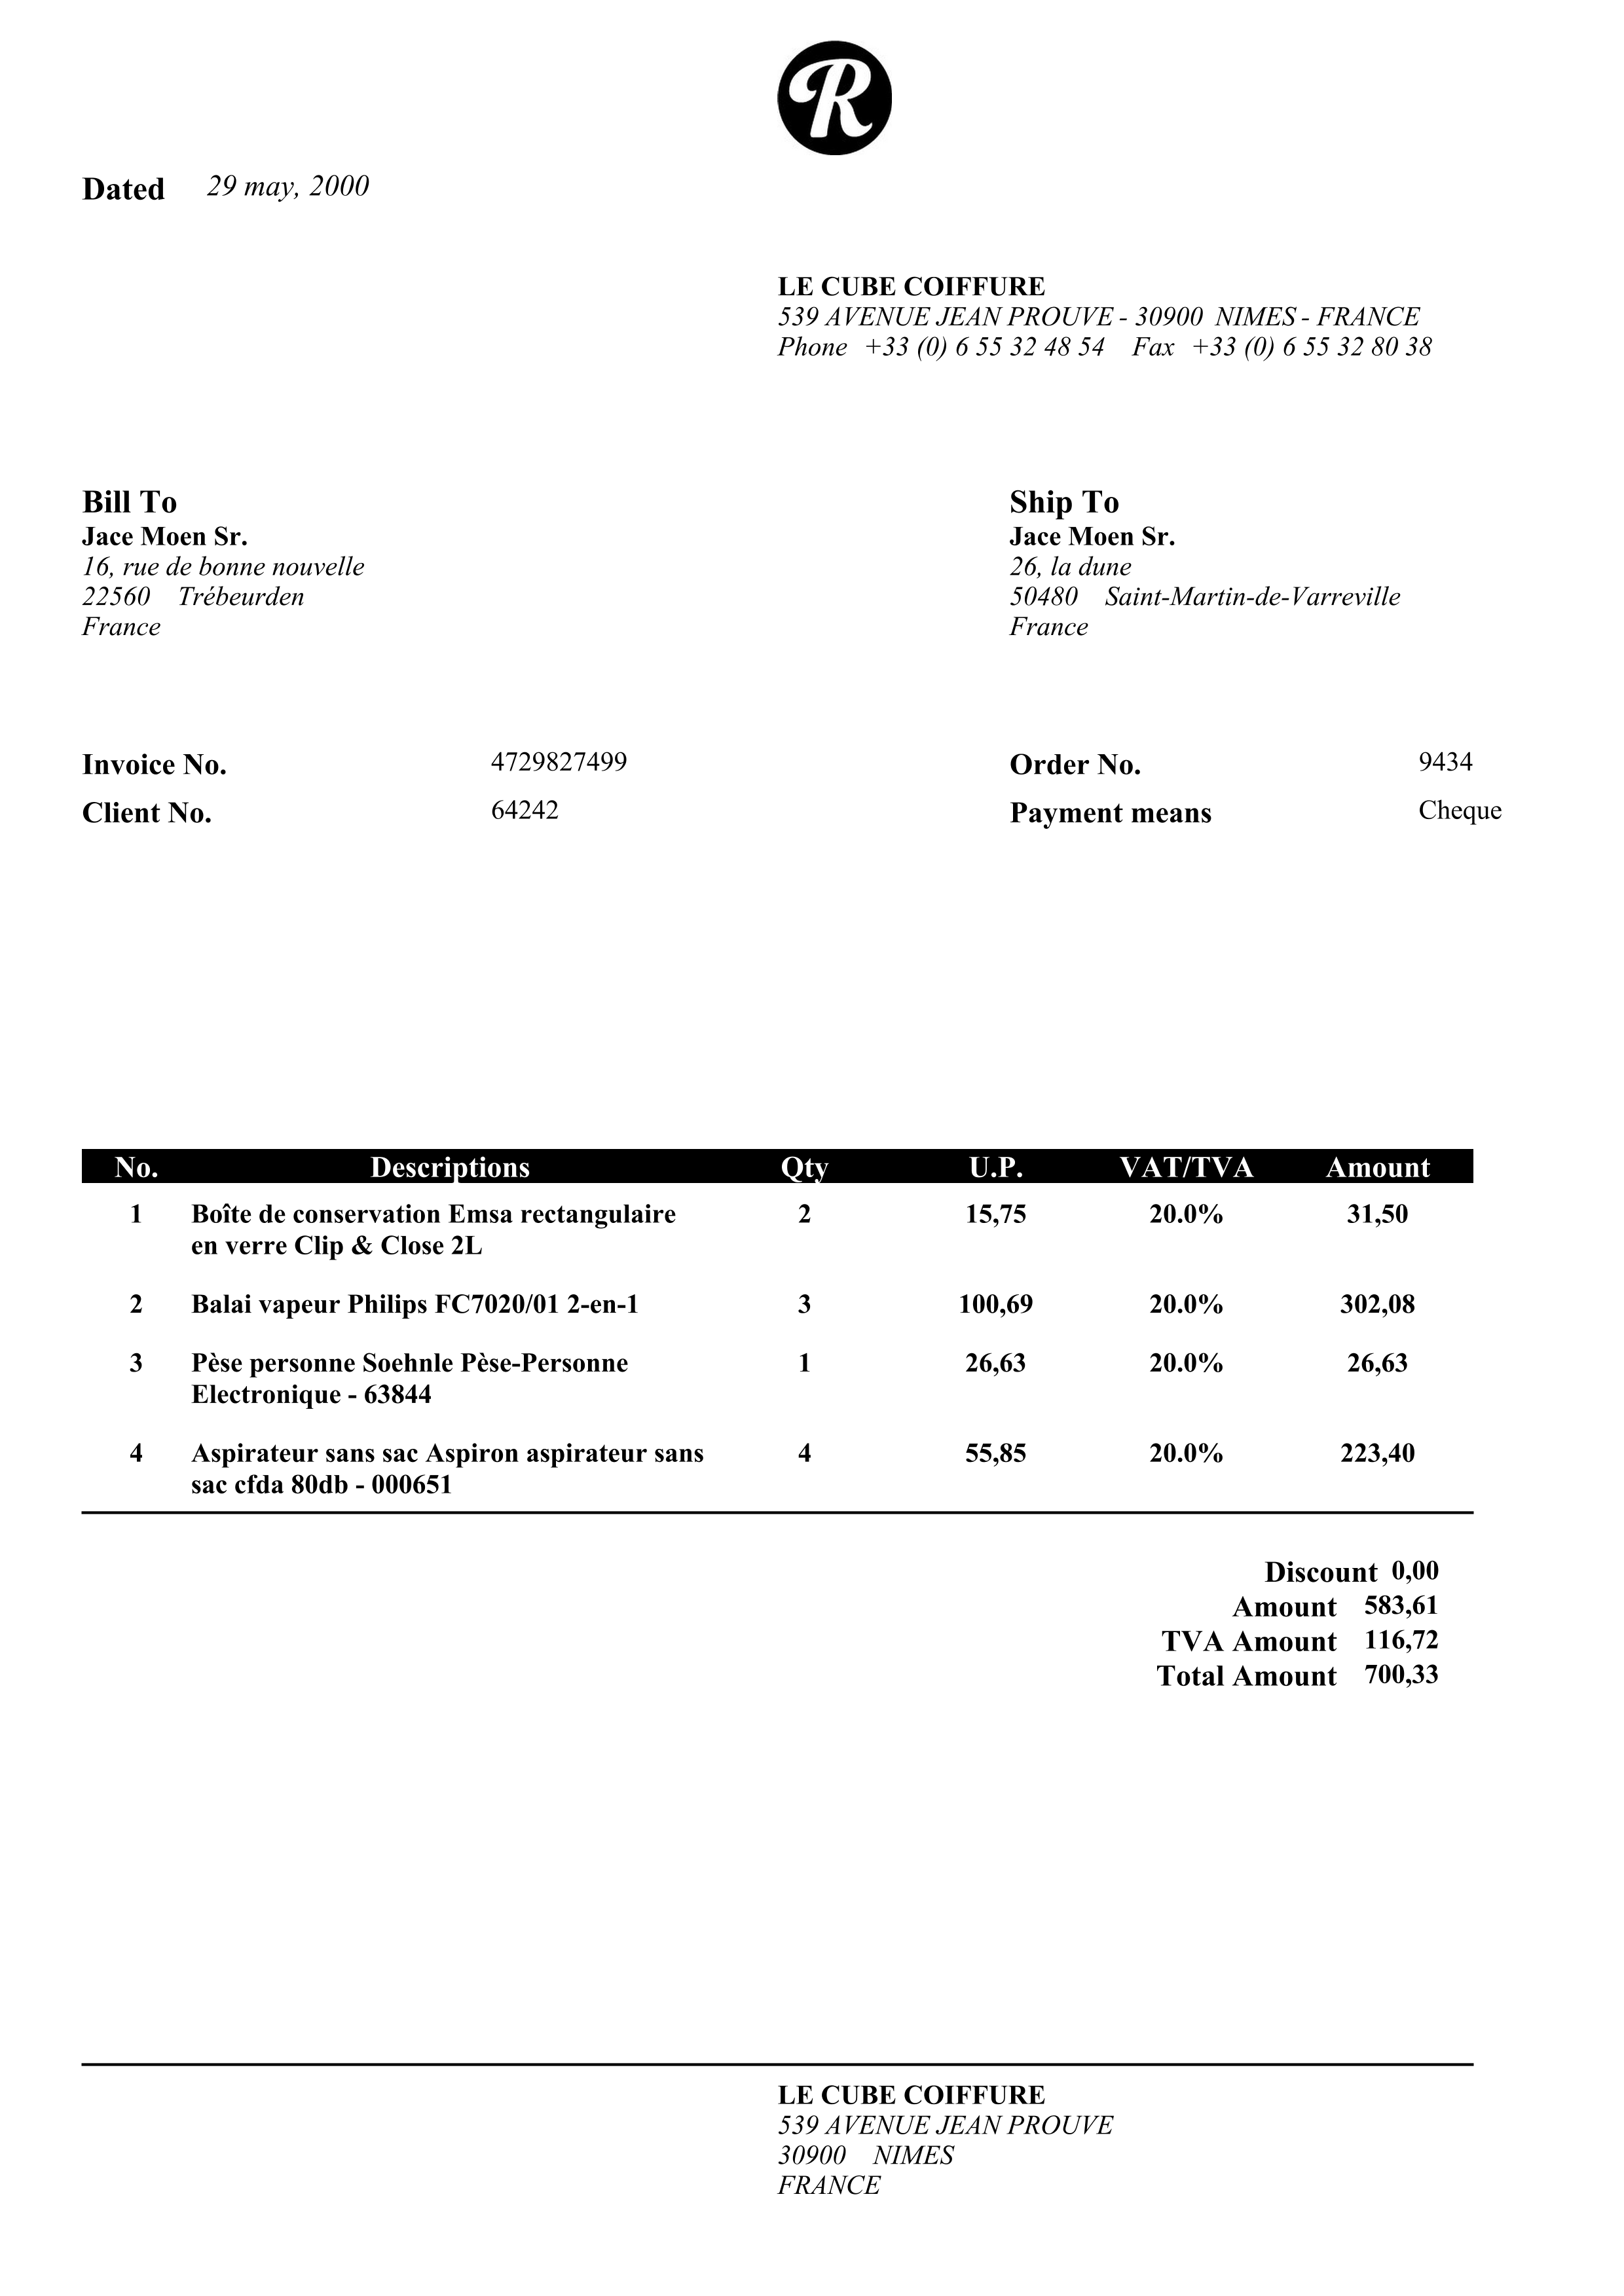 R
Dated 29 may, 2000
LE CUBE COIFFURE
539 AVENUE JEAN PROUVE - 30900 NIMES - FRANCE
Phone +33 (0) 6 55 32 48 54 Fax +33 (0) 6 55 32 80 38
Bill To
Jace Moen Sr.
16, rue de bonne nouvelle
22560 Trébeurden
France
Ship To
Jace Moen Sr.
26, la dune
50480 Saint-Martin-de-Varreville
France
Invoice No. 4729827499
Client No. 64242
Order No. 9434
Payment means Cheque
No. Descriptions Qty U.P. VAT/TVA Amount
1 Boîte de conservation Emsa rectangulaire 2 15,75 20.0% 31,50
en verre Clip & Close 2L
2 Balai vapeur Philips FC7020/01 2-en-1 3 100,69 20.0% 302,08
3 Pèse personne Soehnle Pèse-Personne 1 26,63 20.0% 26,63
Electronique - 63844
4 Aspirateur sans sac Aspiron aspirateur sans 4 55,85 20.0% 223,40
sac cfda 80db - 000651
Discount 0,00
Amount 583,61
TVA Amount 116,72
Total Amount 700,33
LE CUBE COIFFURE
539 AVENUE JEAN PROUVE
30900 NIMES
FRANCE